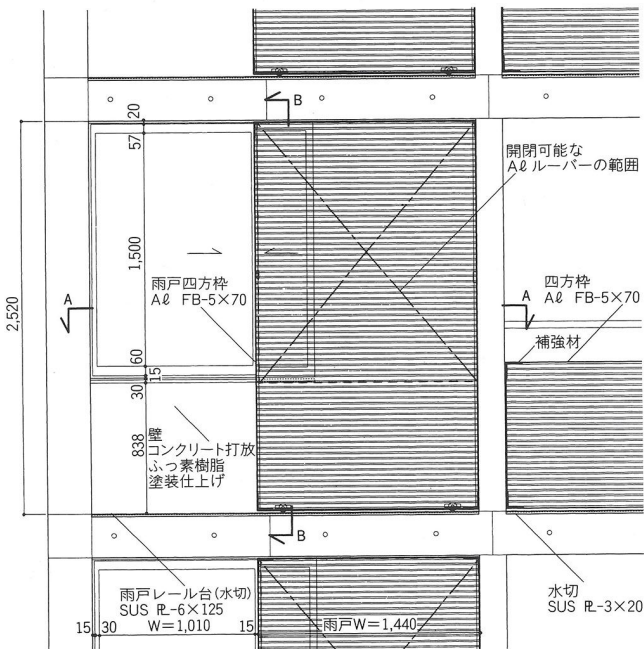 B
20
57
開閉可能な
Aℓ ルーバーの範囲
1,500
雨戸四方枠
Aℓ FB-5×70
四方枠
Aℓ FB-5×70
A
A
2,520
補強材
60
15
30
838
壁
コンクリート打放
ふっ素樹脂
塗装仕上げ
B
雨戸レール台(水切)
SUS PL-6×125
W=1,010
水切
SUS PL-3×20
15
30
15
雨戸W=1,440